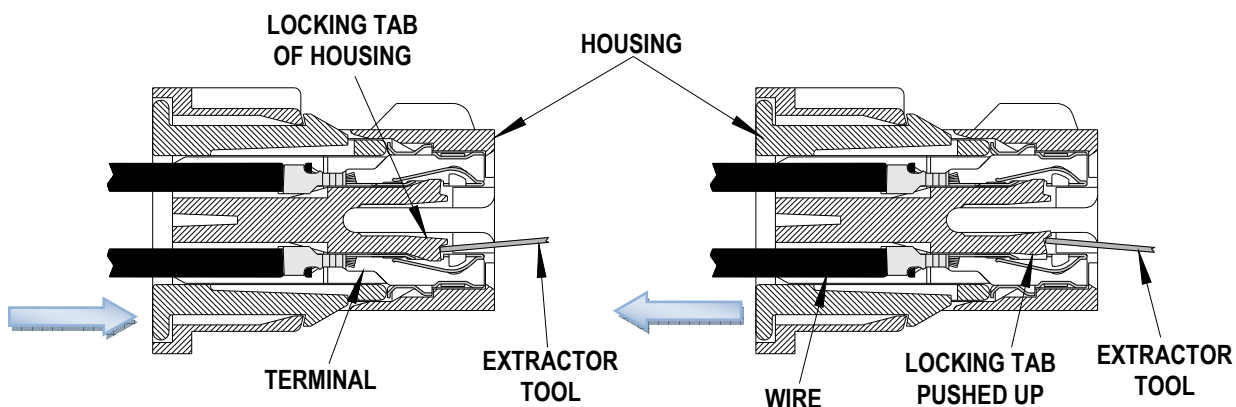 LOCKING TAB
OF HOUSING
HOUSING
TERMINAL
EXTRACTOR
TOOL
WIRE
LOCKING TAB
PUSHED UP
EXTRACTOR
TOOL